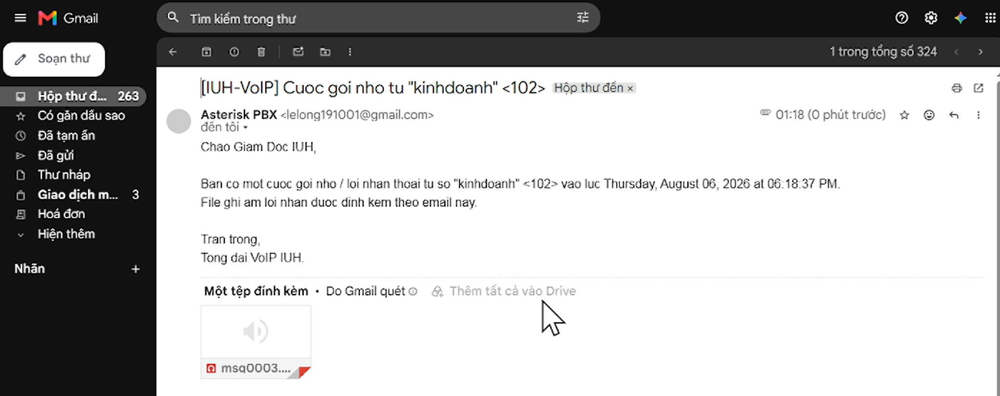 Gmail
Tìm kiếm trong thư
Soạn thư
1 trong tổng số 324
Hộp thư đ... 263
Có gắn dấu sao
Đã tạm ẩn
Đã gửi
Thư nháp
Giao dịch m... 3
Hoá đơn
Hiện thêm
Nhãn +
[IUH-VoIP] Cuoc goi nho tu "kinhdoanh" <102> Hộp thư đến ×
Asterisk PBX <lelong191001@gmail.com> 01:18 (0 phút trước)
đến tôi
Chao Giam Doc IUH,
Ban co mot cuoc goi nho / loi nhan thoai tu so "kinhdoanh" <102> vao luc Thursday, August 06, 2026 at 06:18:37 PM.
File ghi am loi nhan duoc dinh kem theo email nay.
Tran trong,
Tong dai VoIP IUH.
Một tệp đính kèm • Do Gmail quét Thêm tất cả vào Drive
msg0003....